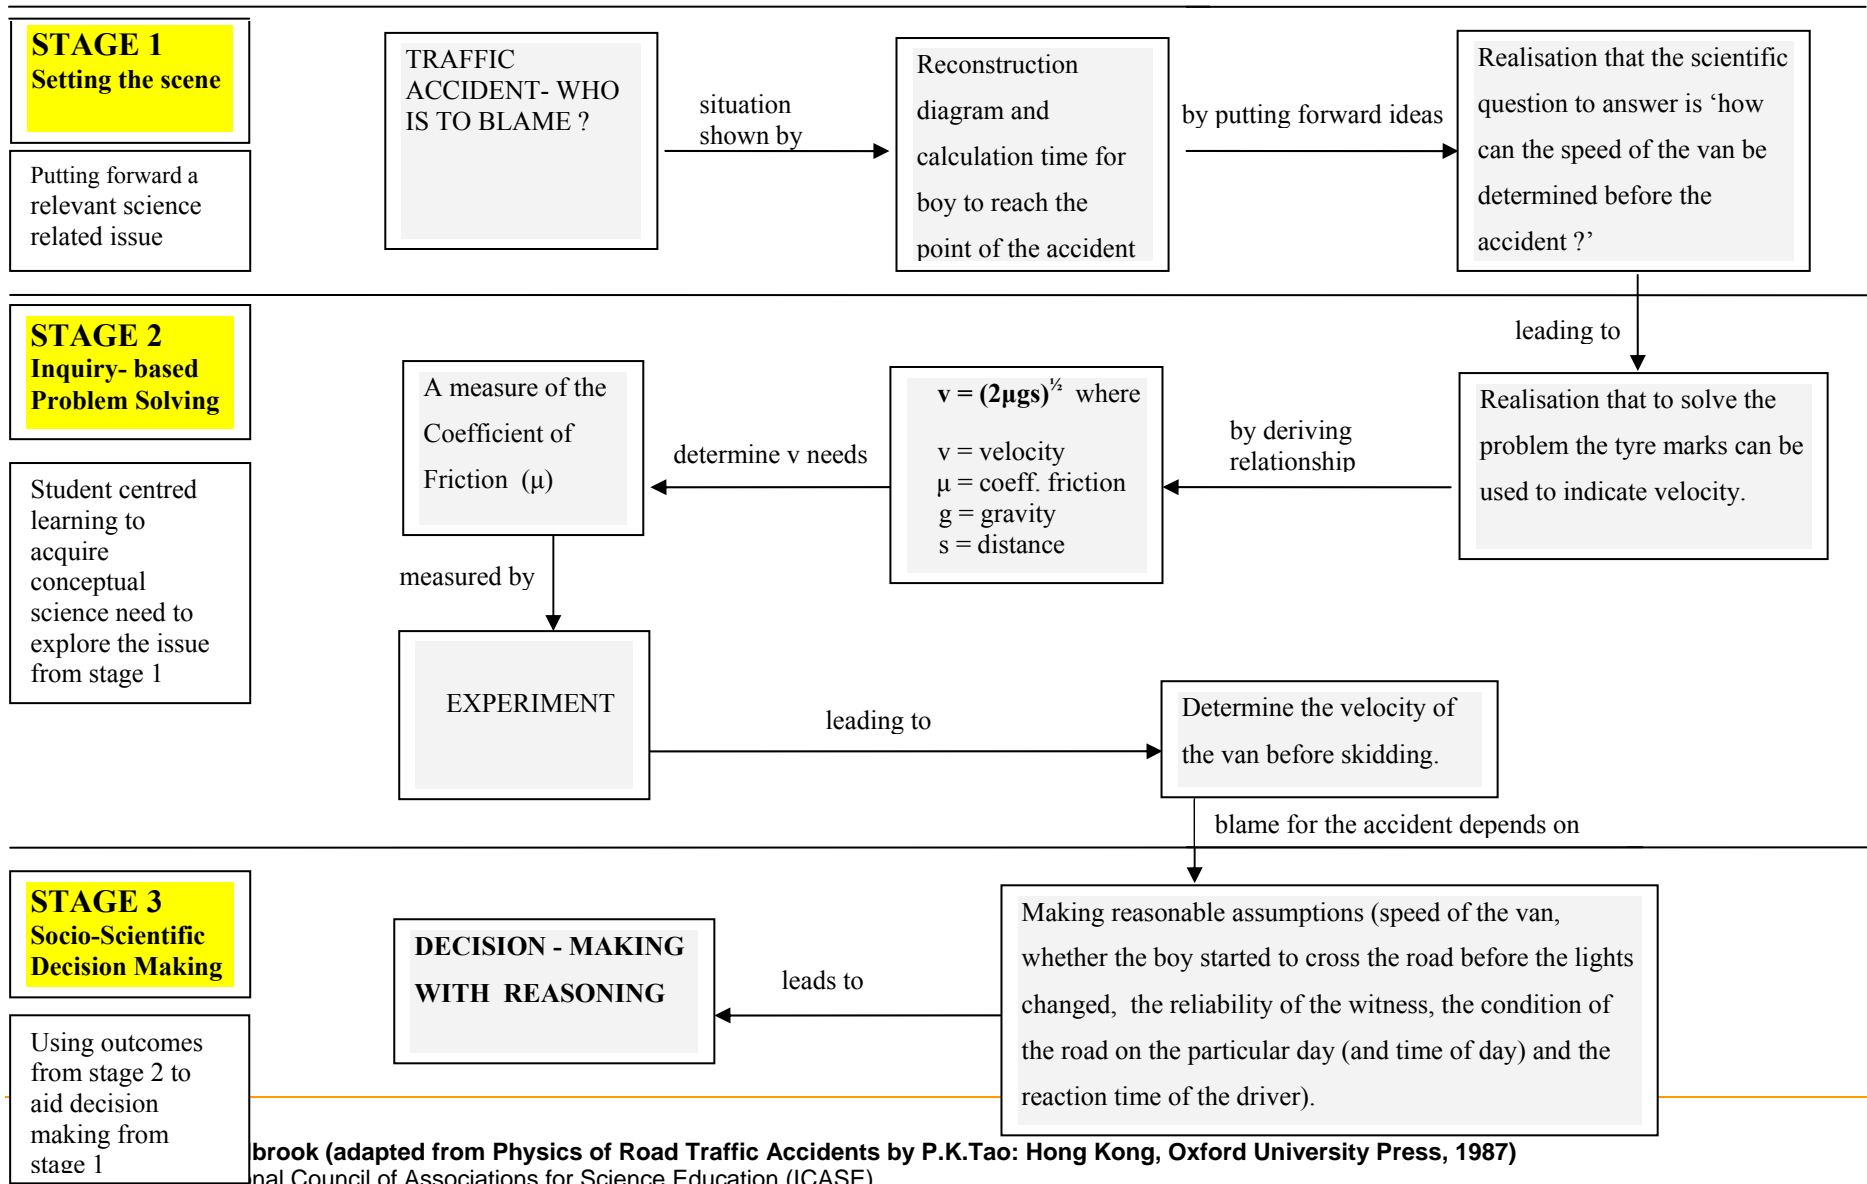 STAGE 1
Setting the scene
Putting forward a
relevant science
related issue
TRAFFIC
ACCIDENT- WHO
IS TO BLAME ?
situation
shown by
Reconstruction
diagram and
calculation time for
boy to reach the
point of the accident
by putting forward ideas
Realisation that the scientific
question to answer is ‘how
can the speed of the van be
determined before the
accident ?’
leading to
STAGE 2
Inquiry- based
Problem Solving
Student centred
learning to
acquire
conceptual
science need to
explore the issue
from stage 1
Realisation that to solve the
problem the tyre marks can be
used to indicate velocity.
by deriving
relationship
v = (2μgs)^½ where
v = velocity
μ = coeff. friction
g = gravity
s = distance
determine v needs
A measure of the
Coefficient of
Friction (μ)
measured by
EXPERIMENT
leading to
Determine the velocity of
the van before skidding.
blame for the accident depends on
STAGE 3
Socio-Scientific
Decision Making
Using outcomes
from stage 2 to
aid decision
making from
stage 1
Making reasonable assumptions (speed of the van,
whether the boy started to cross the road before the lights
changed, the reliability of the witness, the condition of
the road on the particular day (and time of day) and the
reaction time of the driver).
leads to
DECISION - MAKING
WITH REASONING
(adapted from Physics of Road Traffic Accidents by P.K.Tao: Hong Kong, Oxford University Press, 1987)
Council of Associations for Science Education (ICASE)